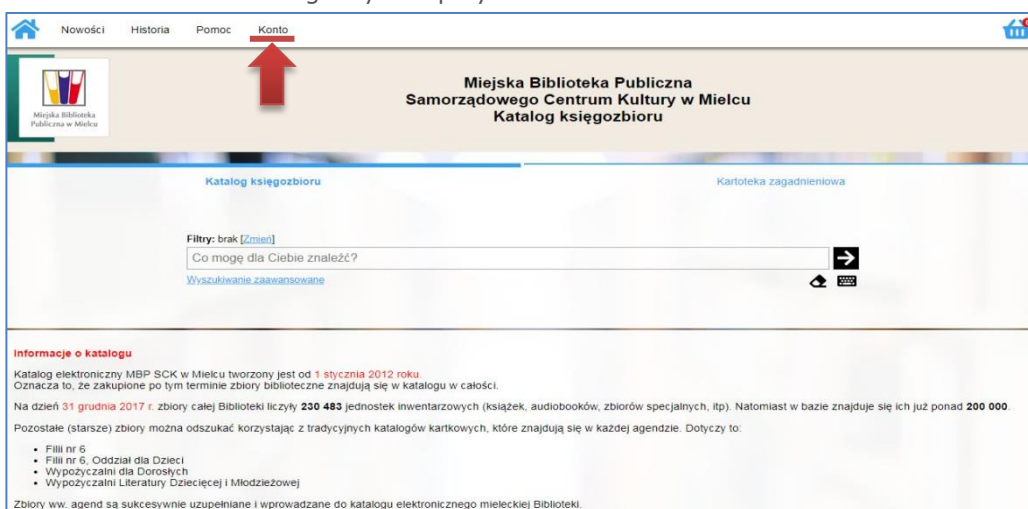 Nowości Historia Pomoc Konto
Miejska Biblioteka
Publiczna w Mielcu
Miejska Biblioteka Publiczna
Samorządowego Centrum Kultury w Mielcu
Katalog księgozbioru
Katalog księgozbioru
Kartoteka zagadnieniowa
Filtry: brak [Zmień]
Co mogę dla Ciebie znaleźć?
Wyszukiwanie zaawansowane
Informacje o katalogu
Katalog elektroniczny MBP SCK w Mielcu tworzony jest od 1 stycznia 2012 roku.
Oznacza to, że zakupione po tym terminie zbiory biblioteczne znajdują się w katalogu w całości.
Na dzień 31 grudnia 2017 r. zbiory całej Biblioteki liczyły 230 483 jednostek inwentarzowych (książek, audiobooków, zbiorów specjalnych, itp). Natomiast w bazie znajduje się ich już ponad 200 000.
Pozostałe (starsze) zbiory można odszukać korzystając z tradycyjnych katalogów kartkowych, które znajdują się w każdej agendzie. Dotyczy to:
• Filii nr 6
• Filii nr 6, Oddział dla Dzieci
• Wypożyczalni dla Dorosłych
• Wypożyczalni Literatury Dziecięcej i Młodzieżowej
Zbiory ww. agend są sukcesywnie uzupełniane i wprowadzane do katalogu elektronicznego mieleckiej Biblioteki.